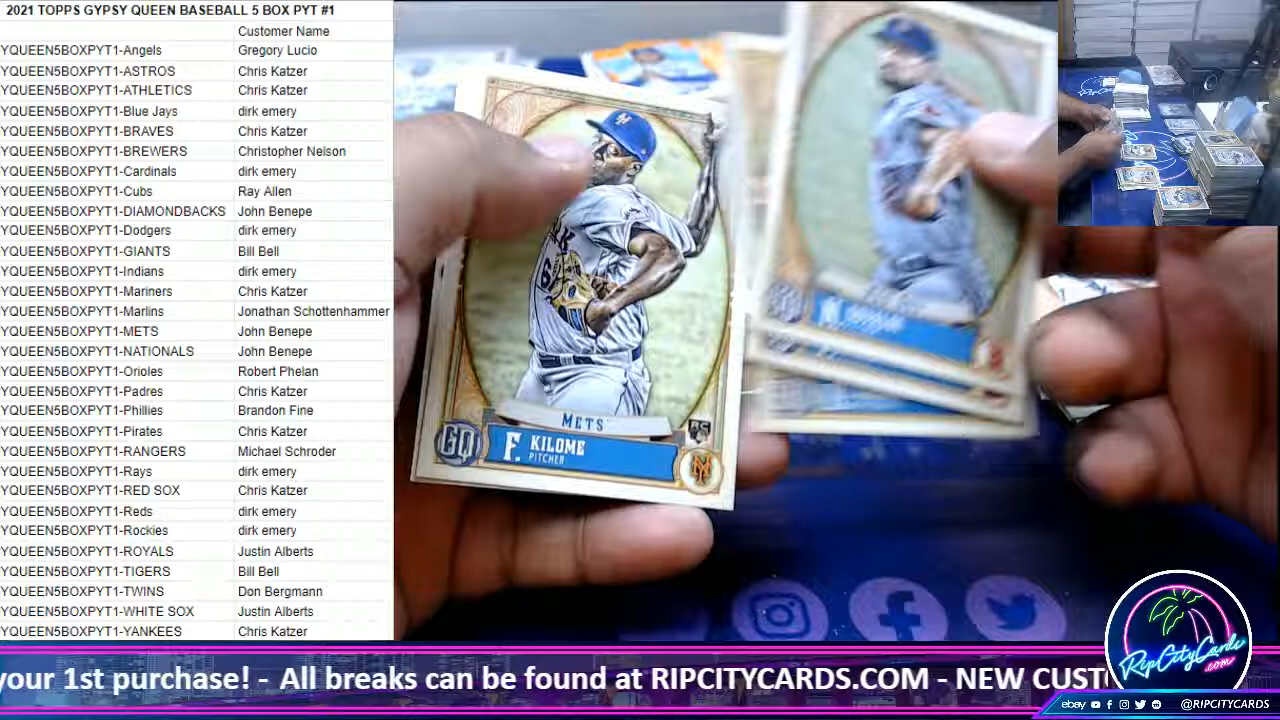 2021 TOPPS GYPSY QUEEN BASEBALL 5 BOX PYT #1
Customer Name
YQUEEN5BOXPYT1-Angels Gregory Lucio
YQUEEN5BOXPYT1-ASTROS Chris Katzer
YQUEEN5BOXPYT1-ATHLETICS Chris Katzer
YQUEEN5BOXPYT1-Blue Jays dirk emery
YQUEEN5BOXPYT1-BRAVES Chris Katzer
YQUEEN5BOXPYT1-BREWERS Christopher Nelson
YQUEEN5BOXPYT1-Cardinals dirk emery
YQUEEN5BOXPYT1-Cubs Ray Allen
YQUEEN5BOXPYT1-DIAMONDBACKS John Benepe
YQUEEN5BOXPYT1-Dodgers dirk emery
YQUEEN5BOXPYT1-GIANTS Bill Bell
YQUEEN5BOXPYT1-Indians dirk emery
YQUEEN5BOXPYT1-Mariners Chris Katzer
YQUEEN5BOXPYT1-Marlins Jonathan Schottenhammer
YQUEEN5BOXPYT1-METS John Benepe
YQUEEN5BOXPYT1-NATIONALS John Benepe
YQUEEN5BOXPYT1-Orioles Robert Phelan
YQUEEN5BOXPYT1-Padres Chris Katzer
YQUEEN5BOXPYT1-Phillies Brandon Fine
YQUEEN5BOXPYT1-Pirates Chris Katzer
YQUEEN5BOXPYT1-RANGERS Michael Schroder
YQUEEN5BOXPYT1-Rays dirk emery
YQUEEN5BOXPYT1-RED SOX Chris Katzer
YQUEEN5BOXPYT1-Reds dirk emery
YQUEEN5BOXPYT1-Rockies dirk emery
YQUEEN5BOXPYT1-ROYALS Justin Alberts
YQUEEN5BOXPYT1-TIGERS Bill Bell
YQUEEN5BOXPYT1-TWINS Don Bergmann
YQUEEN5BOXPYT1-WHITE SOX Justin Alberts
YQUEEN5BOXPYT1-YANKEES Chris Katzer
METS
GQ F. KILOME
PITCHER
RC
your 1st purchase! - All breaks can be found at RIPCITYCARDS.COM - NEW CUST
RipCityCards
.com
ebay @RIPCITYCARDS